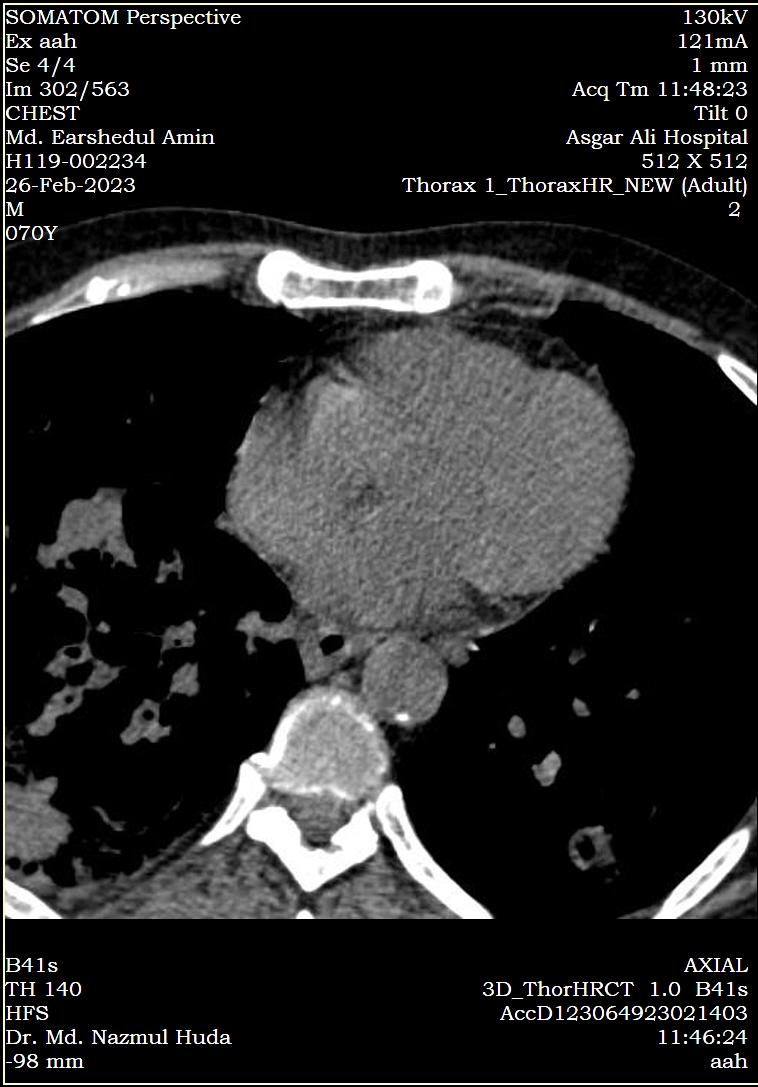 SOMATOM Perspective
Ex aah
Se 4/4
Im 302/563
CHEST
Md. Earshedul Amin
H119-002234
26-Feb-2023
M
070Y
130kV
121mA
1 mm
Acq Tm 11:48:23
Tilt 0
Asgar Ali Hospital
512 X 512
Thorax 1_ThoraxHR_NEW (Adult)
2
B41s
TH 140
HFS
Dr. Md. Nazmul Huda
-98 mm
AXIAL
3D_ThorHRCT 1.0 B41s
AccD123064923021403
11:46:24
aah